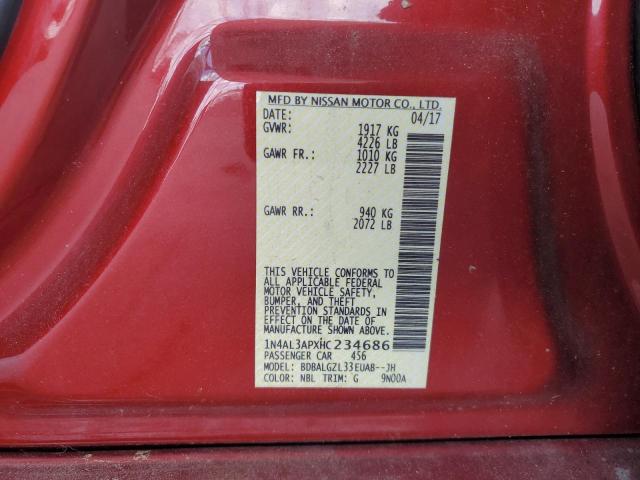 MFD BY NISSAN MOTOR CO., LTD.
DATE: 04/17
GVWR: 1917 KG
4226 LB
GAWR FR.: 1010 KG
2227 LB
GAWR RR.: 940 KG
2072 LB
THIS VEHICLE CONFORMS TO
ALL APPLICABLE FEDERAL
MOTOR VEHICLE SAFETY,
BUMPER, AND THEFT
PREVENTION STANDARDS IN
EFFECT ON THE DATE OF
MANUFACTURE SHOWN ABOVE.
1N4AL3APXHC234686
PASSENGER CAR 456
MODEL: BDBALGZL33EUA8--JH
COLOR: NBL TRIM: G 9N00A